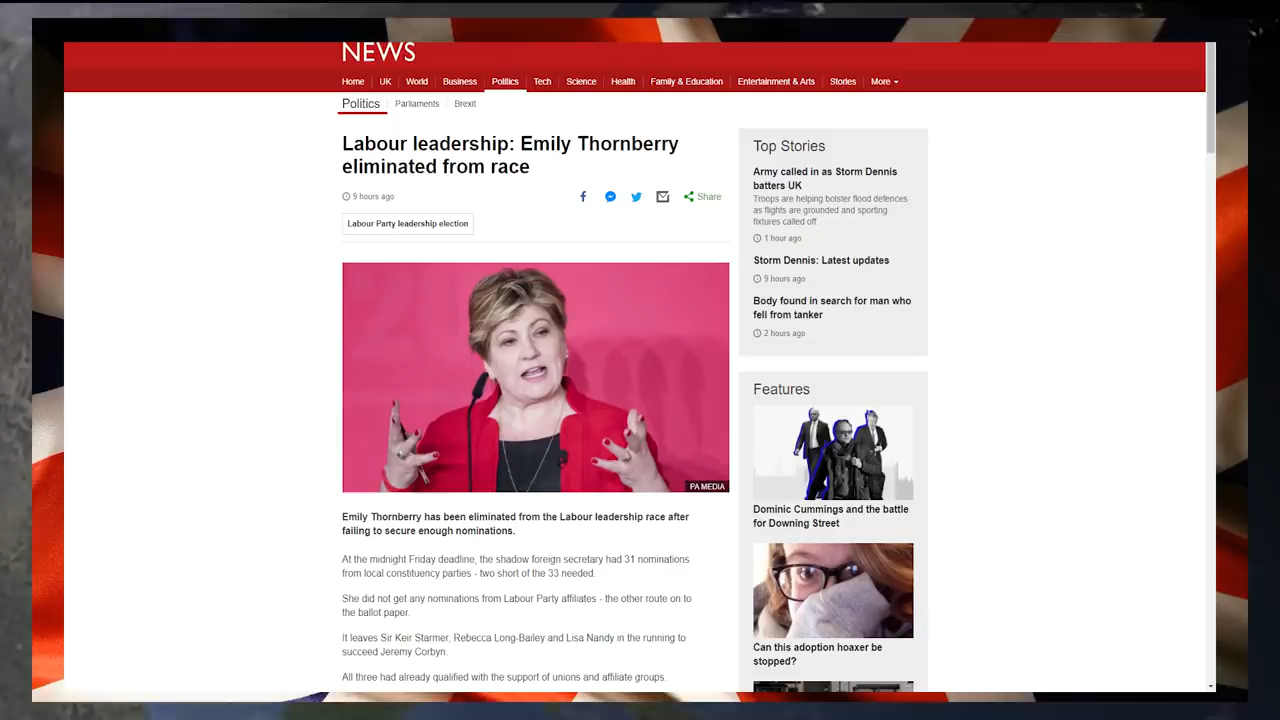 NEWS
Home UK World Business Politics Tech Science Health Family & Education Entertainment & Arts Stories More
Politics Parliaments Brexit
Labour leadership: Emily Thornberry
eliminated from race
9 hours ago
Share
Labour Party leadership election
PA MEDIA
Emily Thornberry has been eliminated from the Labour leadership race after
failing to secure enough nominations.
At the midnight Friday deadline, the shadow foreign secretary had 31 nominations
from local constituency parties - two short of the 33 needed.
She did not get any nominations from Labour Party affiliates - the other route on to
the ballot paper.
It leaves Sir Keir Starmer, Rebecca Long-Bailey and Lisa Nandy in the running to
succeed Jeremy Corbyn.
All three had already qualified with the support of unions and affiliate groups.
Top Stories
Army called in as Storm Dennis
batters UK
Troops are helping bolster flood defences
as flights are grounded and sporting
fixtures called off.
1 hour ago
Storm Dennis: Latest updates
9 hours ago
Body found in search for man who
fell from tanker
2 hours ago
Features
Dominic Cummings and the battle
for Downing Street
Can this adoption hoaxer be
stopped?